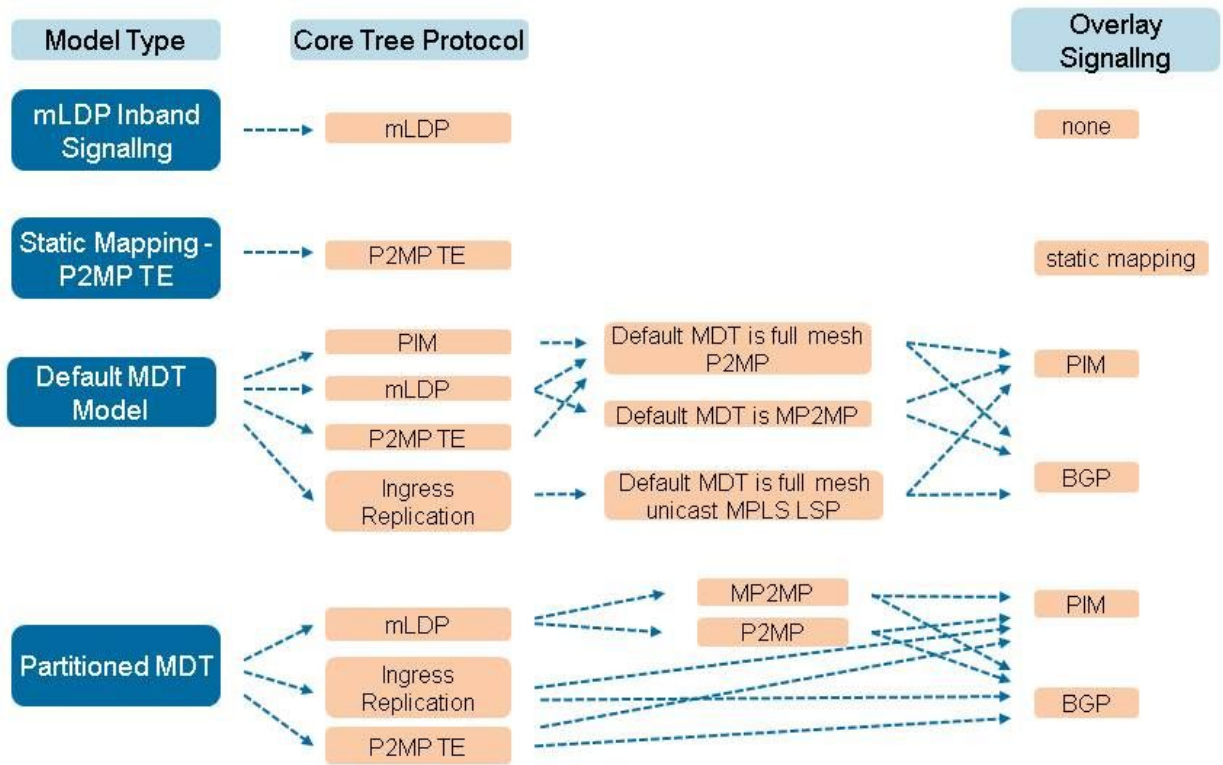 Model Type
Core Tree Protocol
Overlay
Signallng
mLDP Inband
Signallng
mLDP
none
Static Mapping -
P2MP TE
P2MP TE
static mapping
Default MDT
Model
PIM
mLDP
P2MP TE
Ingress
Replication
Default MDT is full mesh
P2MP
Default MDT is MP2MP
Default MDT is full mesh
unicast MPLS LSP
PIM
BGP
Partitioned MDT
mLDP
Ingress
Replication
P2MP TE
MP2MP
P2MP
PIM
BGP